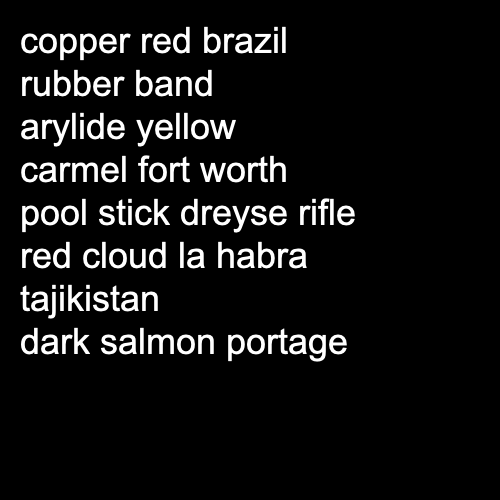 copper red brazil
rubber band
arylide yellow
carmel fort worth
pool stick dreyse rifle
red cloud la habra
tajikistan
dark salmon portage